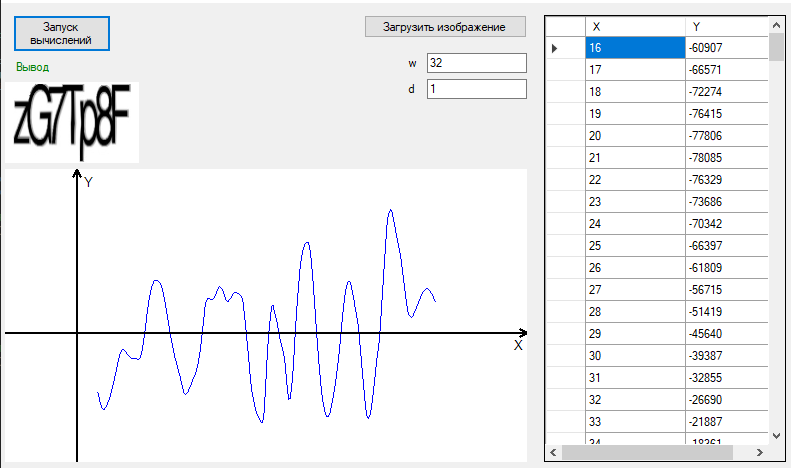 Запуск
вычислений
Загрузить изображение
Вывод
w 32
d 1
zG7Tp8F
Y
X
X Y
16 -60907
17 -66571
18 -72274
19 -76415
20 -77806
21 -78085
22 -76329
23 -73686
24 -70342
25 -66397
26 -61809
27 -56715
28 -51419
29 -45640
30 -39387
31 -32855
32 -26690
33 -21887
34 -18361